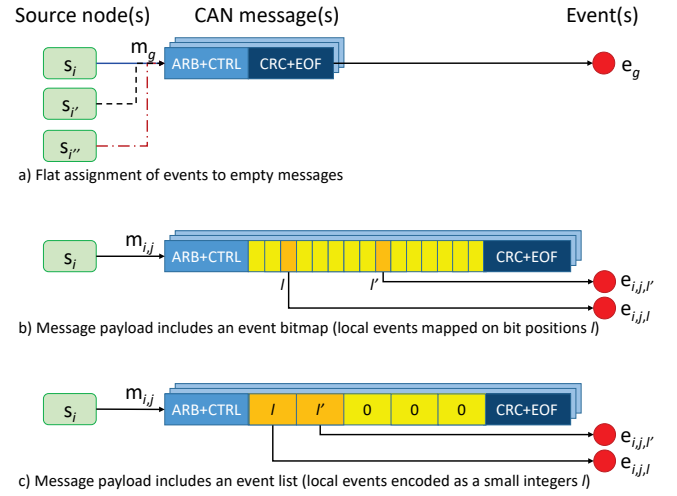 Source node(s) CAN message(s) Event(s)
m_g
s_i ARB+CTRL CRC+EOF e_g
s_i'
s_i''
a) Flat assignment of events to empty messages
m_i,j
s_i ARB+CTRL CRC+EOF
l l' e_i,j,l'
e_i,j,l
b) Message payload includes an event bitmap (local events mapped on bit positions l)
m_i,j
s_i ARB+CTRL l l' 0 0 0 CRC+EOF
e_i,j,l'
e_i,j,l
c) Message payload includes an event list (local events encoded as a small integers l)